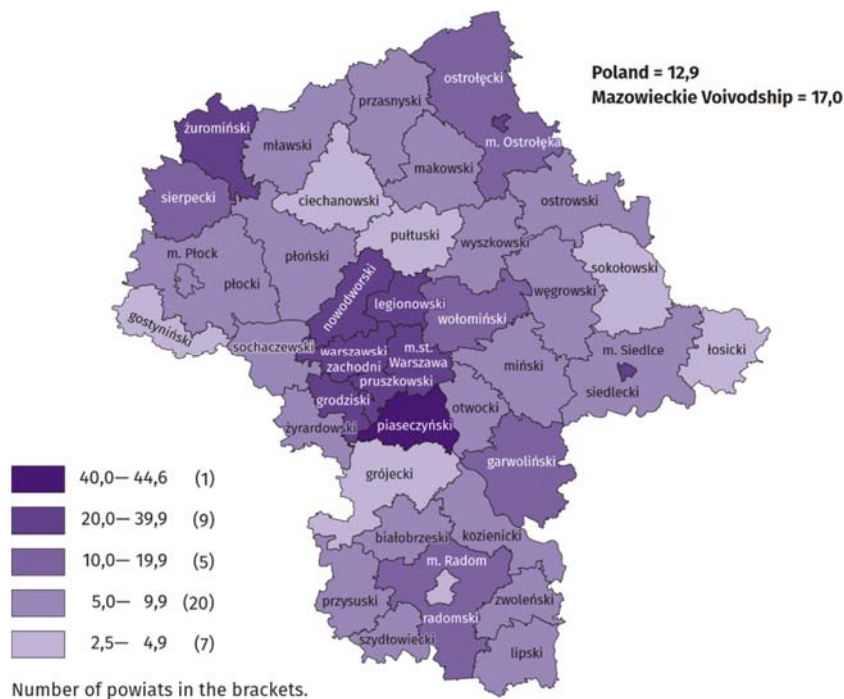 Poland = 12,9
Mazowieckie Voivodship = 17,0
ostrołęcki
przasnyski
żuromiński
mławski
m. Ostrołęka
makowski
sierpecki
ciechanowski
ostrowski
pułtuski
m. Płock
płoński
wyszkowski
sokołowski
płocki
nowodworski
węgrowski
legionowski
gostyniński
wołomiński
sochaczewski
warszawski
zachodni
m.st.
Warszawa
m. Siedlce
łosicki
miński
pruszkowski
siedlecki
grodziski
otwocki
piaseczyński
żyrardowski
garwoliński
grójecki
białobrzeski
kozienicki
m. Radom
przysuski
zwoleński
radomski
szydłowiecki
lipski
40,0— 44,6 (1)
20,0— 39,9 (9)
10,0— 19,9 (5)
5,0— 9,9 (20)
2,5— 4,9 (7)
Number of powiats in the brackets.